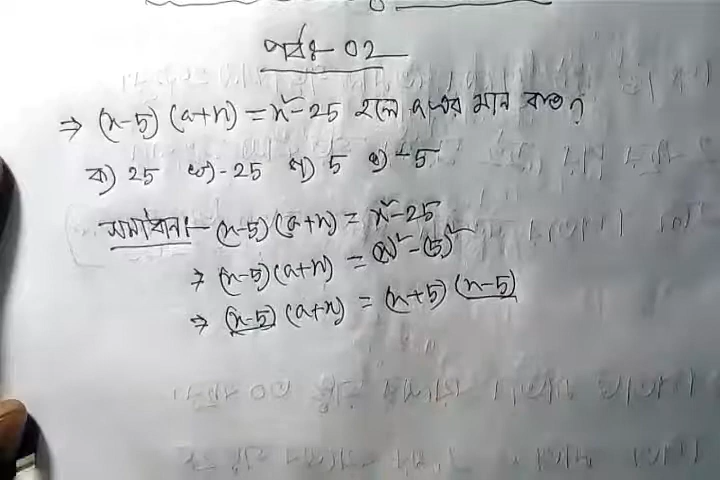 পর্বঃ- 02
⇒ (x-5) (a+x) = x²-25 হলে a এর মান কত?
ক) 25 খ) -25 গ) 5 ঘ) -5
সমাধানঃ- (x-5) (a+x) = x²-25
⇒ (x-5) (a+x) = (x)²-(5)²
⇒ (x-5) (a+x) = (x+5) (x-5)